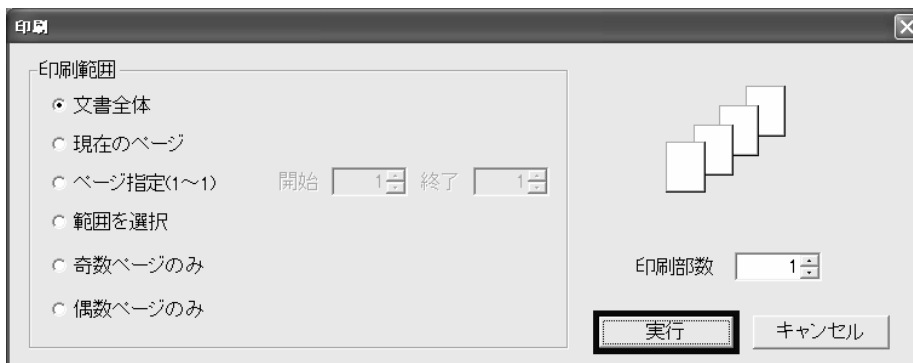 印刷
印刷範囲
文書全体
現在のページ
ページ指定(1〜1) 開始 1 終了 1
範囲を選択
奇数ページのみ
偶数ページのみ
印刷部数 1
実行 キャンセル